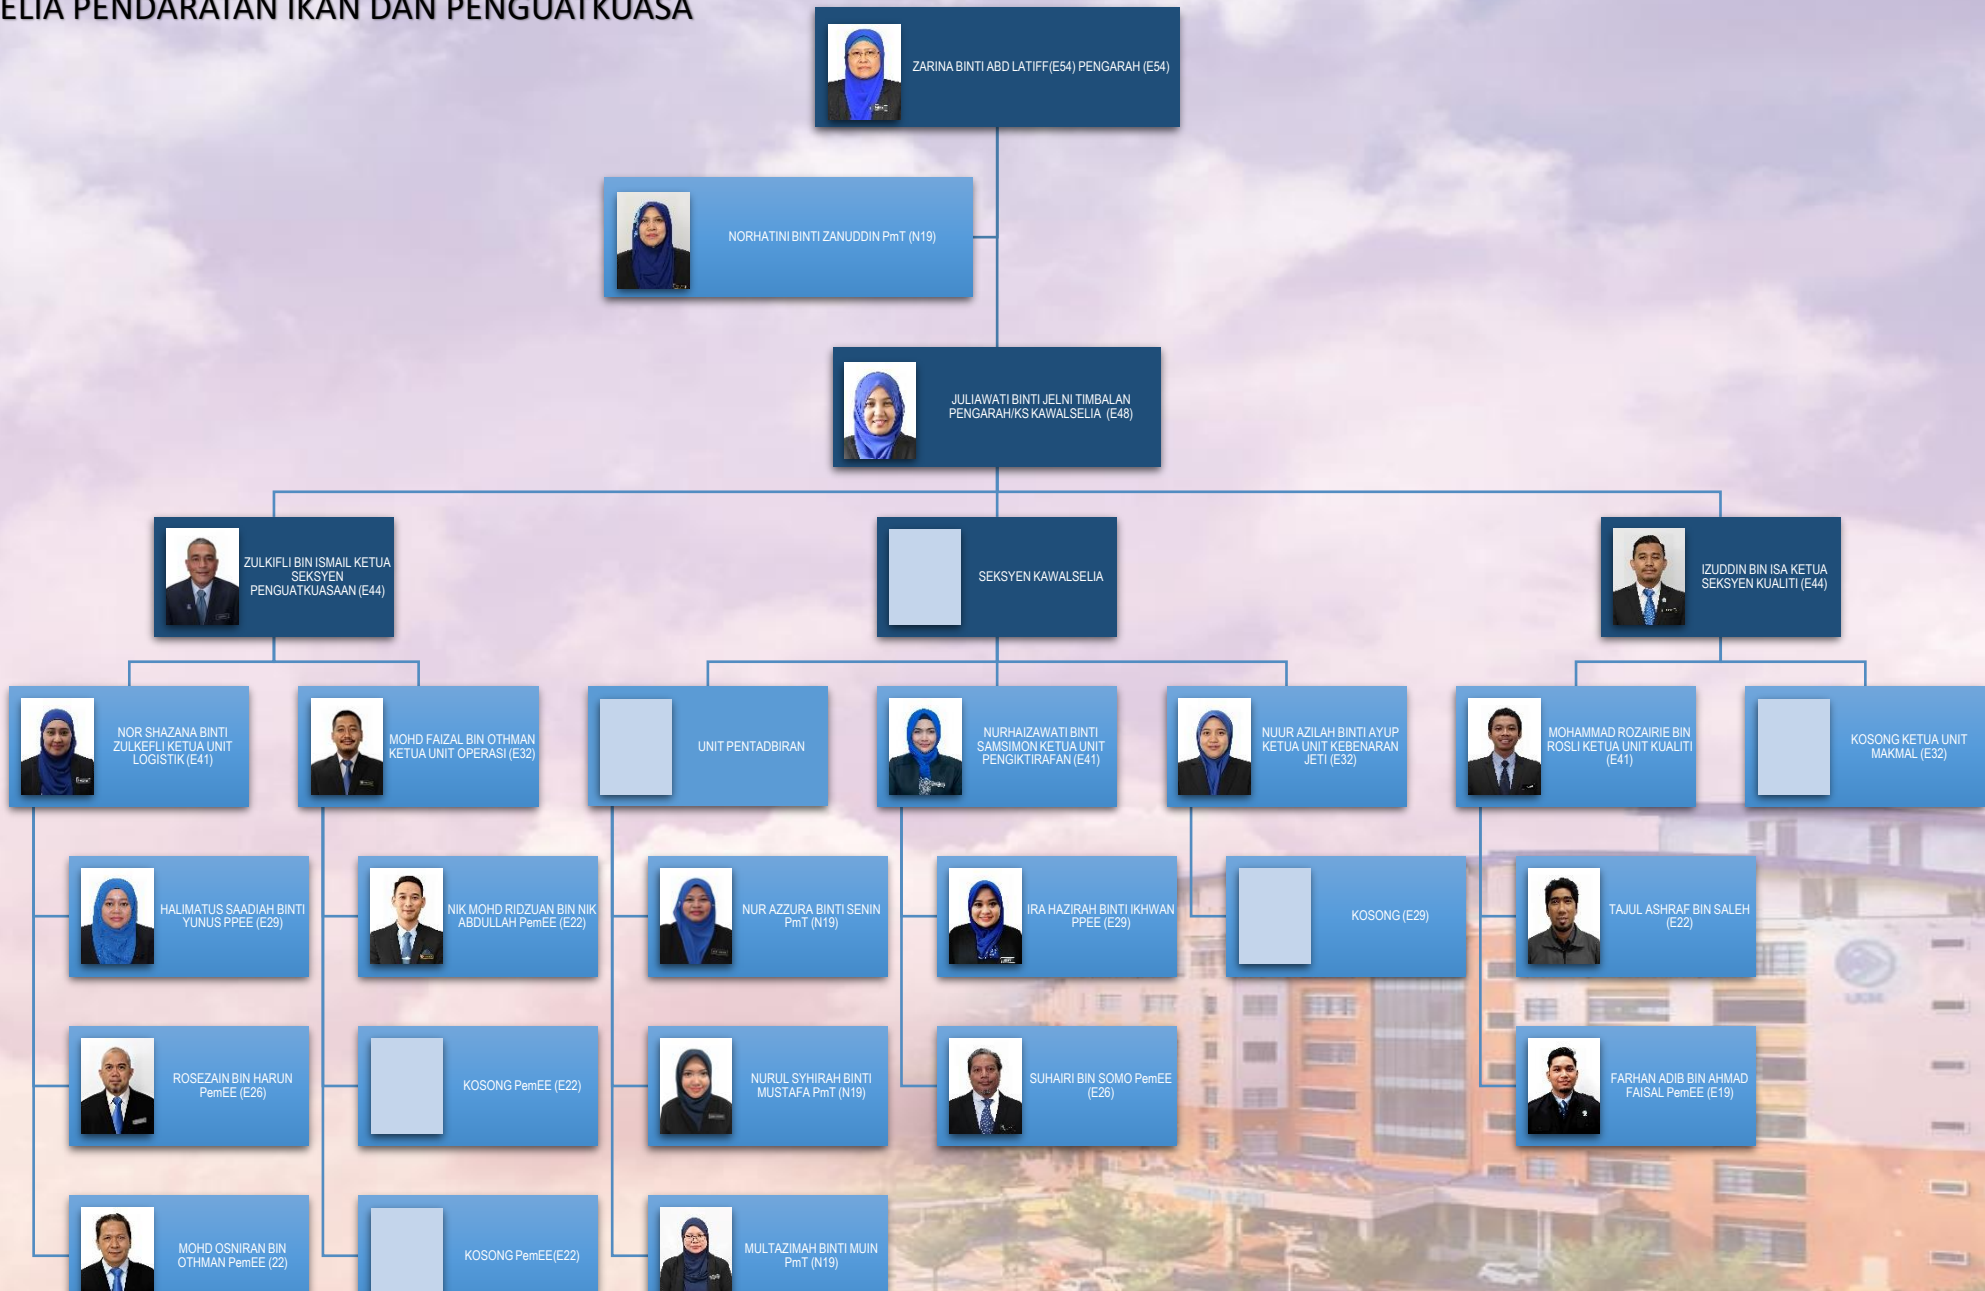 ELIA PENDARATAN IKAN DAN PENGUATKUASA
ZARINA BINTI ABD LATIFF(E54) PENGARAH (E54)
NORHATINI BINTI ZANUDDIN PmT (N19)
JULIAWATI BINTI JELNI TIMBALAN
PENGARAH/KS KAWALSELIA (E48)
ZULKIFLI BIN ISMAIL KETUA
SEKSYEN
PENGUATKUASAAN (E44)
SEKSYEN KAWALSELIA
IZUDDIN BIN ISA KETUA
SEKSYEN KUALITI (E44)
NOR SHAZANA BINTI
ZULKEFLI KETUA UNIT
LOGISTIK (E41)
MOHD FAIZAL BIN OTHMAN
KETUA UNIT OPERASI (E32)
UNIT PENTADBIRAN
NURHAIZAWATI BINTI
SAMSIMON KETUA UNIT
PENGIKTIRAFAN (E41)
NUUR AZILAH BINTI AYUP
KETUA UNIT KEBENARAN
JETI (E32)
MOHAMMAD ROZAIRIE BIN
ROSLI KETUA UNIT KUALITI
(E41)
KOSONG KETUA UNIT
MAKMAL (E32)
HALIMATUS SAADIAH BINTI
YUNUS PPEE (E29)
NIK MOHD RIDZUAN BIN NIK
ABDULLAH PemEE (E22)
NUR AZZURA BINTI SENIN
PmT (N19)
IRA HAZIRAH BINTI IKHWAN
PPEE (E29)
KOSONG (E29)
TAJUL ASHRAF BIN SALEH
(E22)
ROSEZAIN BIN HARUN
PemEE (E26)
KOSONG PemEE (E22)
NURUL SYHIRAH BINTI
MUSTAFA PmT (N19)
SUHAIRI BIN SOMO PemEE
(E26)
FARHAN ADIB BIN AHMAD
FAISAL PemEE (E19)
MOHD OSNIRAN BIN
OTHMAN PemEE (22)
KOSONG PemEE(E22)
MULTAZIMAH BINTI MUIN
PmT (N19)